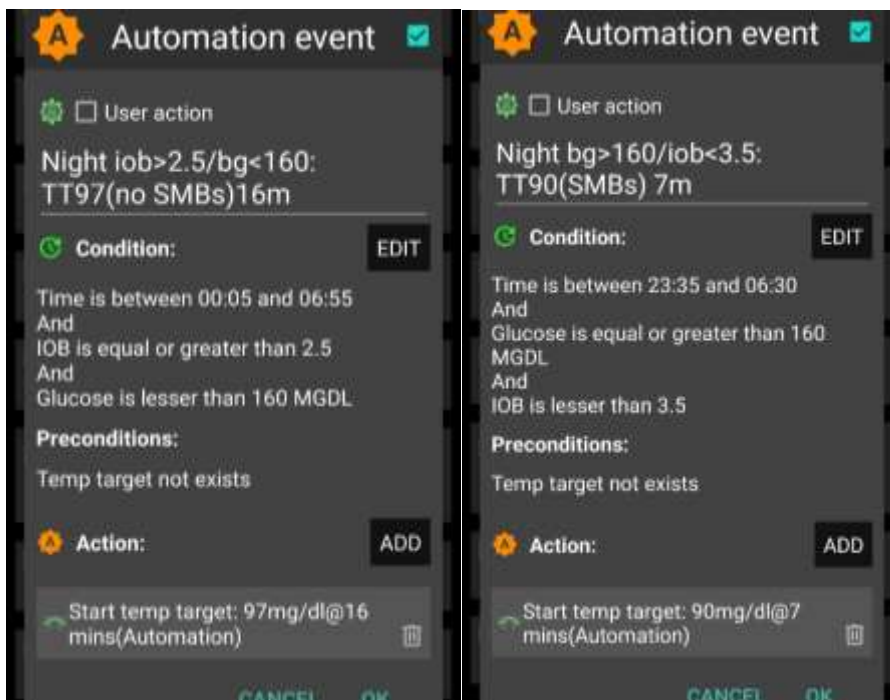 A Automation event
User action
Night iob>2.5/bg<160:
TT97(no SMBs)16m
Condition:
EDIT
Time is between 00:05 and 06:55
And
IOB is equal or greater than 2.5
And
Glucose is lesser than 160 MGDL
Preconditions:
Temp target not exists
A Action:
ADD
Start temp target: 97mg/dl@16
mins(Automation)
CANCEL OK
A Automation event
User action
Night bg>160/iob<3.5:
TT90(SMBs) 7m
Condition:
EDIT
Time is between 23:35 and 06:30
And
Glucose is equal or greater than 160
MGDL
And
IOB is lesser than 3.5
Preconditions:
Temp target not exists
A Action:
ADD
Start temp target: 90mg/dl@7
mins(Automation)
CANCEL OK